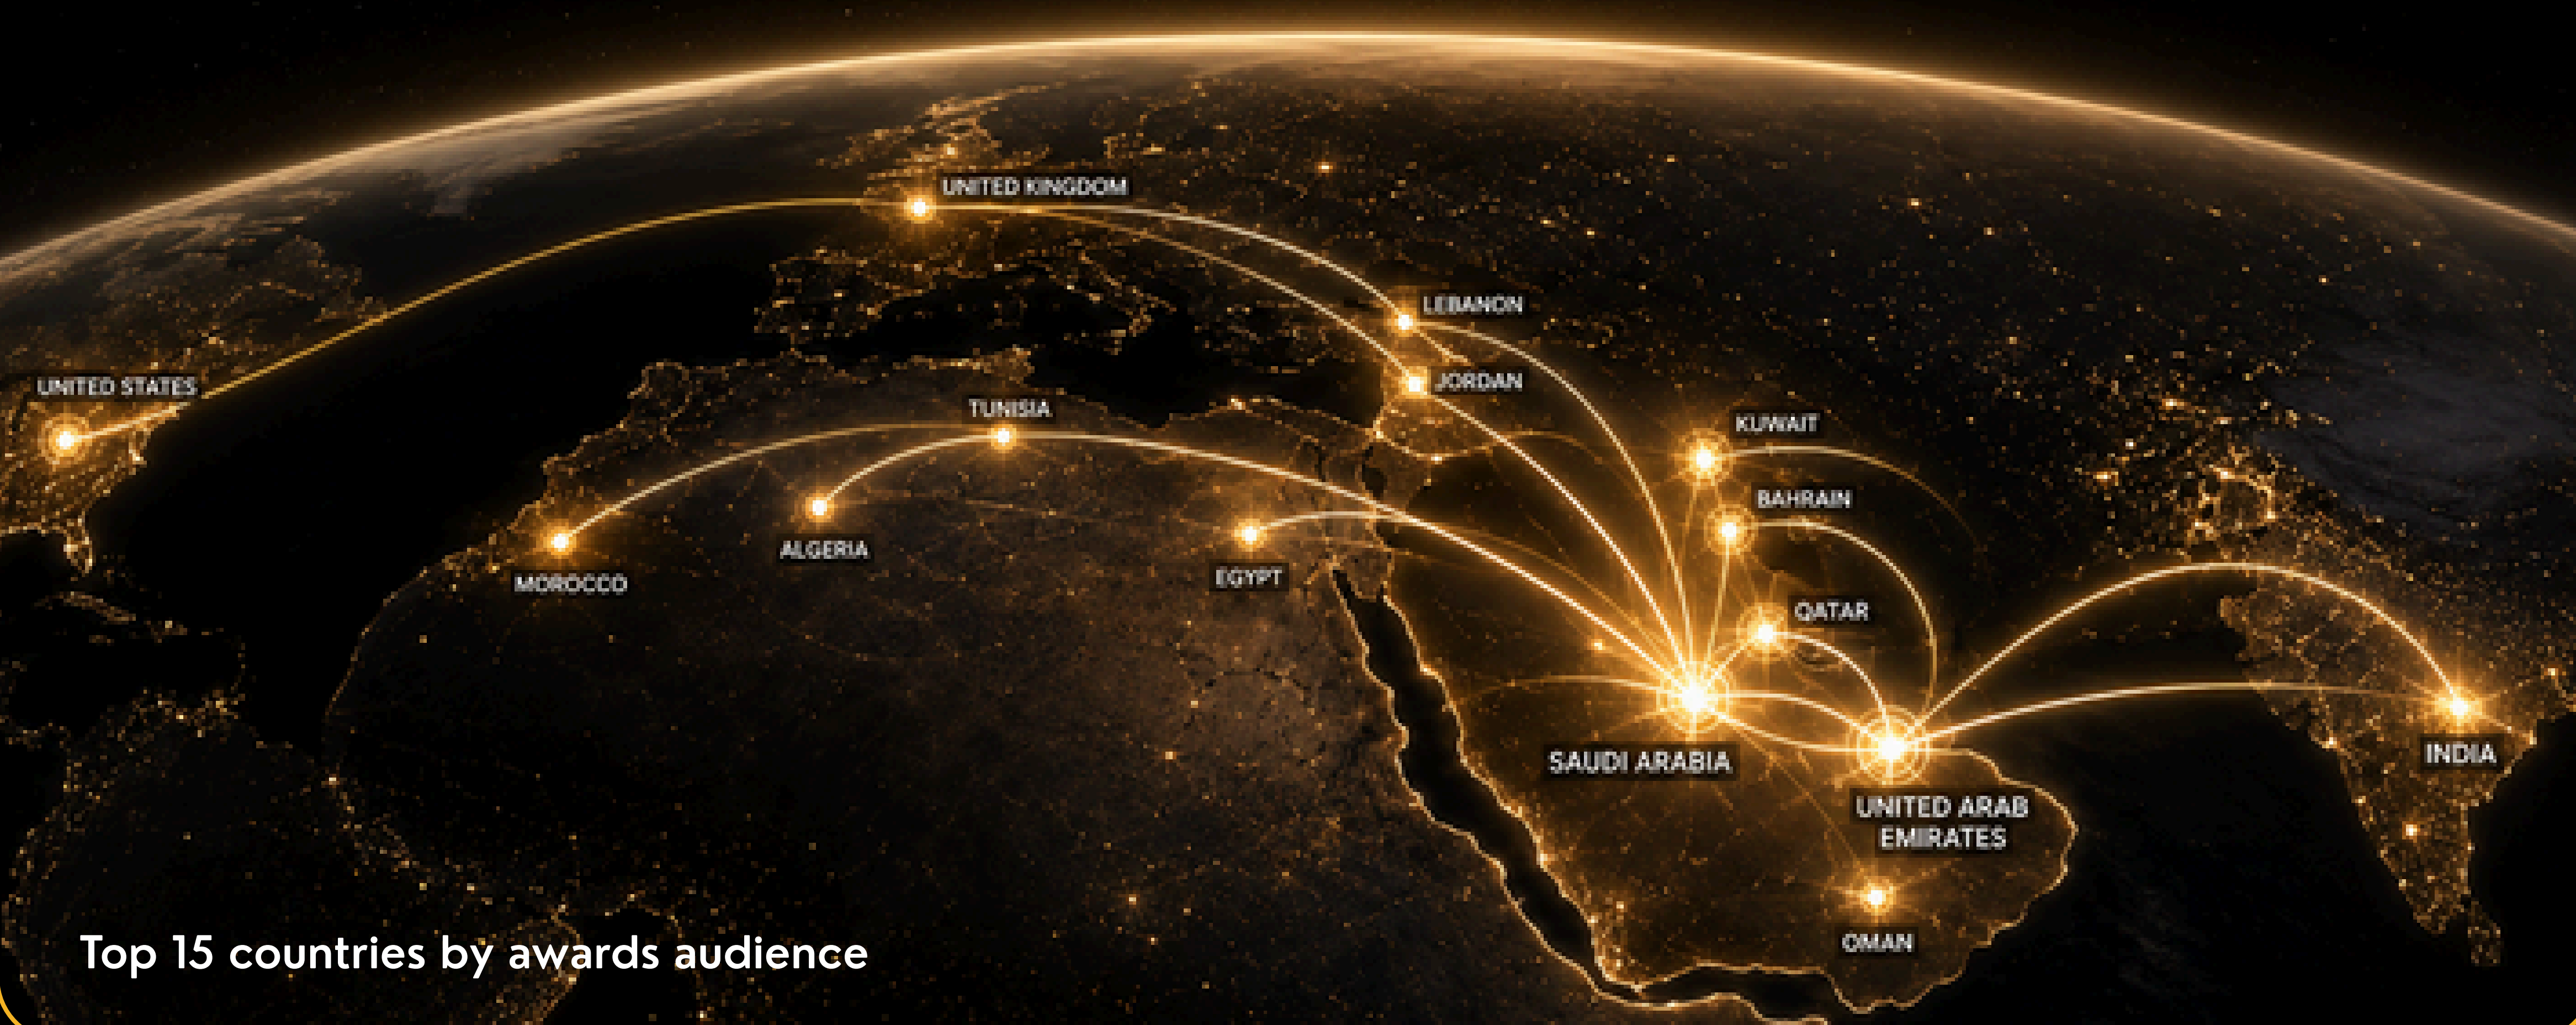 UNITED KINGDOM
LEBANON
UNITED STATES
JORDAN
TUNISIA
KUWAIT
BAHRAIN
ALGERIA
EGYPT
MOROCCO
QATAR
SAUDI ARABIA
INDIA
UNITED ARAB
EMIRATES
OMAN
Top 15 countries by awards audience